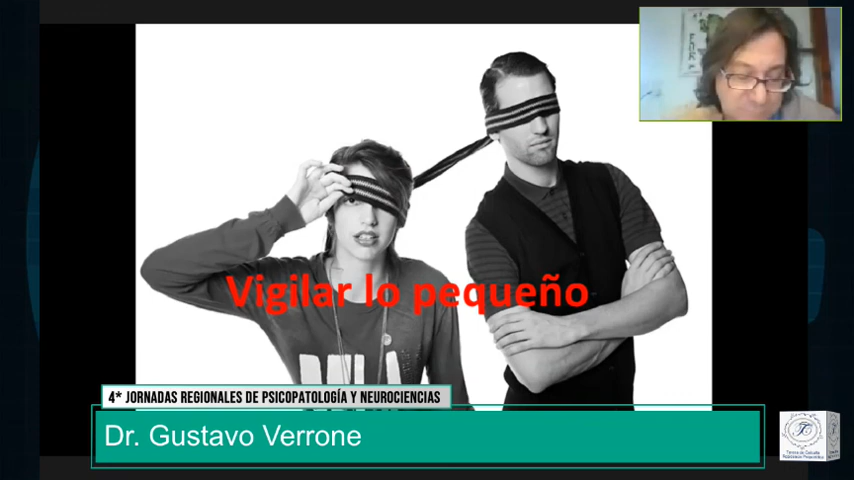 Vigilar lo pequeño
4* JORNADAS REGIONALES DE PSICOPATOLOGÍA Y NEUROCIENCIAS
Dr. Gustavo Verrone